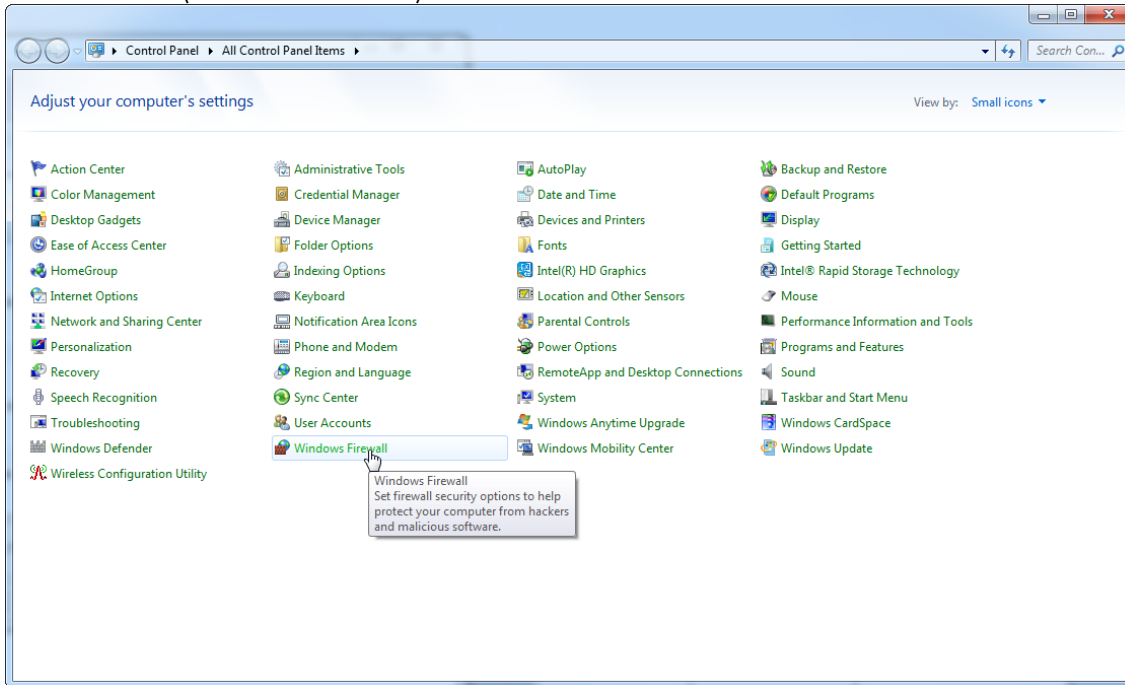 Control Panel ▸ All Control Panel Items ▸
Search Con...
Adjust your computer's settings
View by: Small icons
Action Center Administrative Tools AutoPlay Backup and Restore
Color Management Credential Manager Date and Time Default Programs
Desktop Gadgets Device Manager Devices and Printers Display
Ease of Access Center Folder Options Fonts Getting Started
HomeGroup Indexing Options Intel(R) HD Graphics Intel® Rapid Storage Technology
Internet Options Keyboard Location and Other Sensors Mouse
Network and Sharing Center Notification Area Icons Parental Controls Performance Information and Tools
Personalization Phone and Modem Power Options Programs and Features
Recovery Region and Language RemoteApp and Desktop Connections Sound
Speech Recognition Sync Center System Taskbar and Start Menu
Troubleshooting User Accounts Windows Anytime Upgrade Windows CardSpace
Windows Defender Windows Firewall Windows Mobility Center Windows Update
Wireless Configuration Utility
Windows Firewall
Set firewall security options to help
protect your computer from hackers
and malicious software.